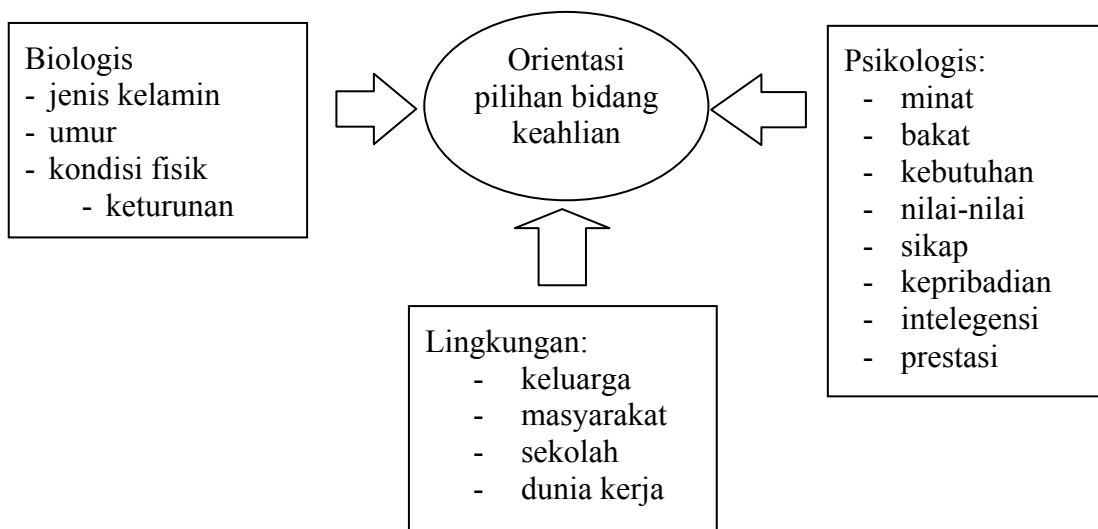 Biologis
- jenis kelamin
- umur
- kondisi fisik
- keturunan
Orientasi
pilihan bidang
keahlian
Psikologis:
- minat
- bakat
- kebutuhan
- nilai-nilai
- sikap
- kepribadian
- intelegensi
- prestasi
Lingkungan:
- keluarga
- masyarakat
- sekolah
- dunia kerja